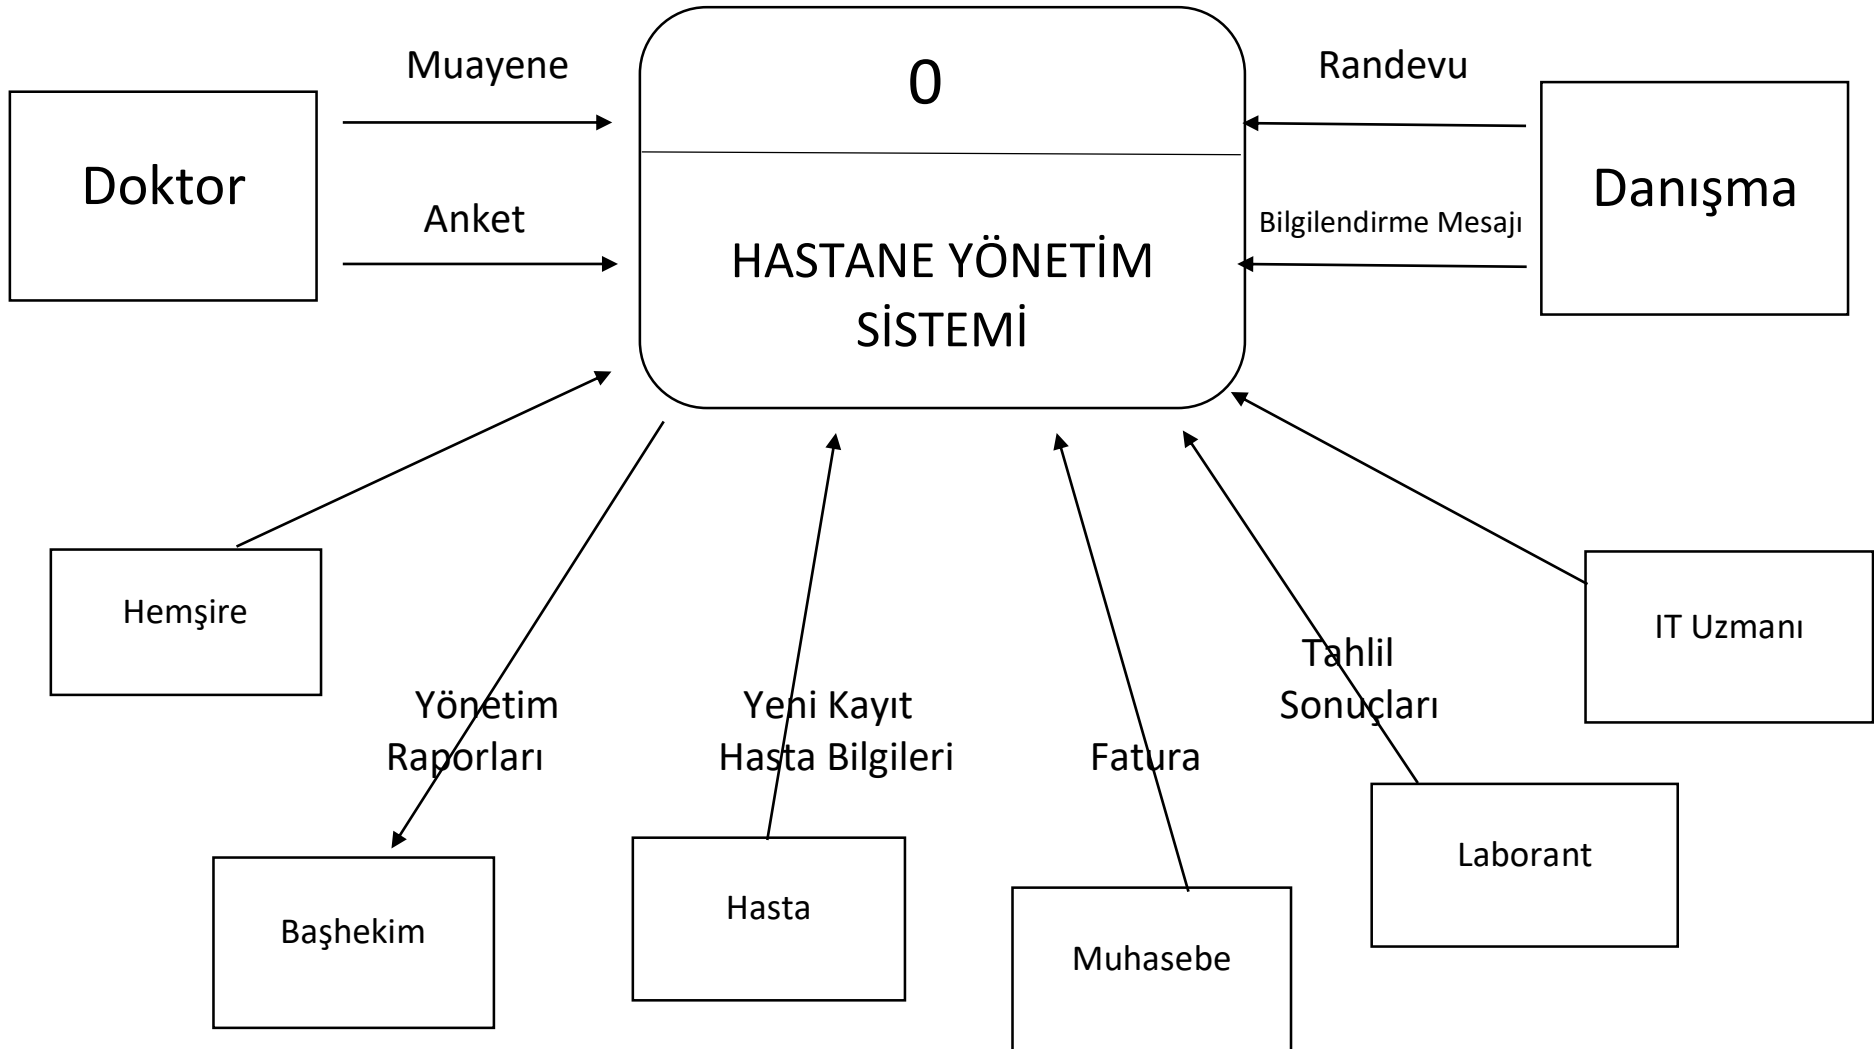 Muayene
0
Randevu
Doktor
Danışma
Anket
Bilgilendirme Mesajı
HASTANE YÖNETİM
SİSTEMİ
Hemşire
IT Uzmanı
Tahlil
Sonuçları
Yönetim
Raporları
Yeni Kayıt
Hasta Bilgileri
Fatura
Laborant
Hasta
Başhekim
Muhasebe